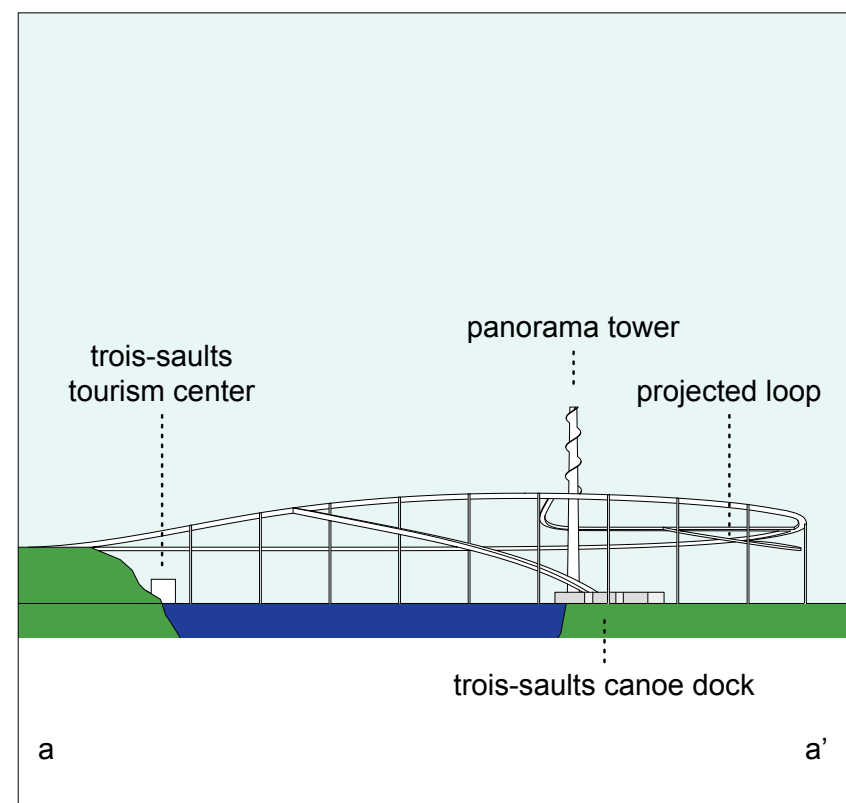 panorama tower
trois-saults
tourism center
projected loop
trois-saults canoe dock
a
a’